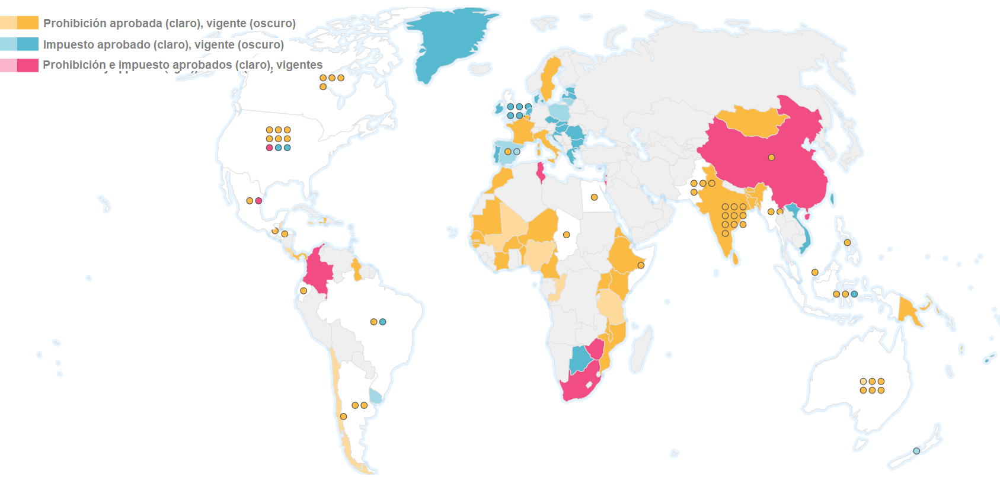 Prohibición aprobada (claro), vigente (oscuro)
Impuesto aprobado (claro), vigente (oscuro)
Prohibición e impuesto aprobados (claro), vigentes